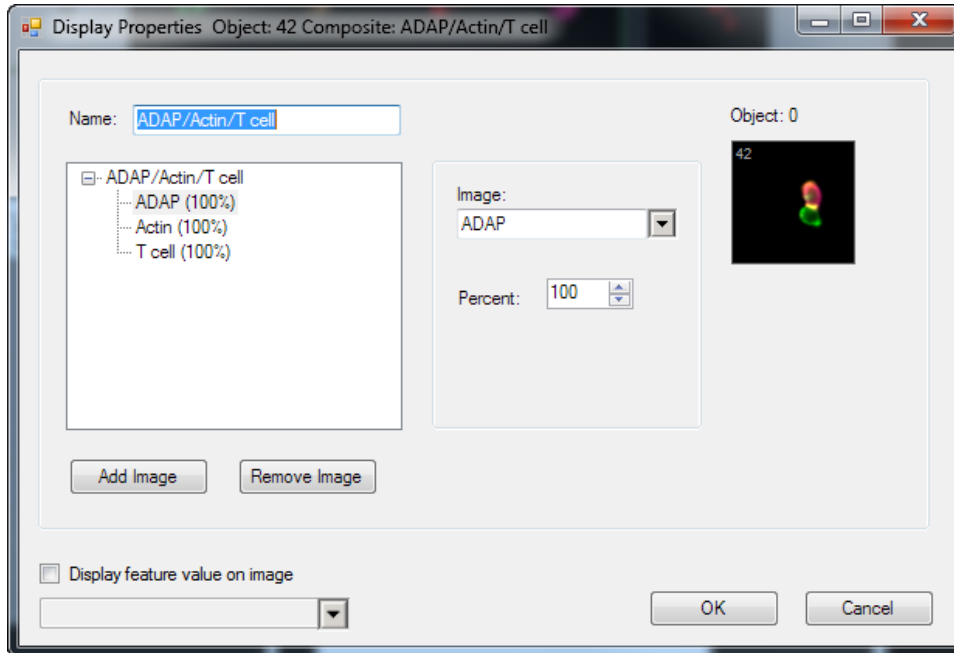 Display Properties Object: 42 Composite: ADAP/Actin/T cell
Name: ADAP/Actin/T cell
Object: 0
42
ADAP/Actin/T cell
ADAP (100%)
Actin (100%)
T cell (100%)
Image:
ADAP
Percent: 100
Add Image Remove Image
Display feature value on image
OK Cancel